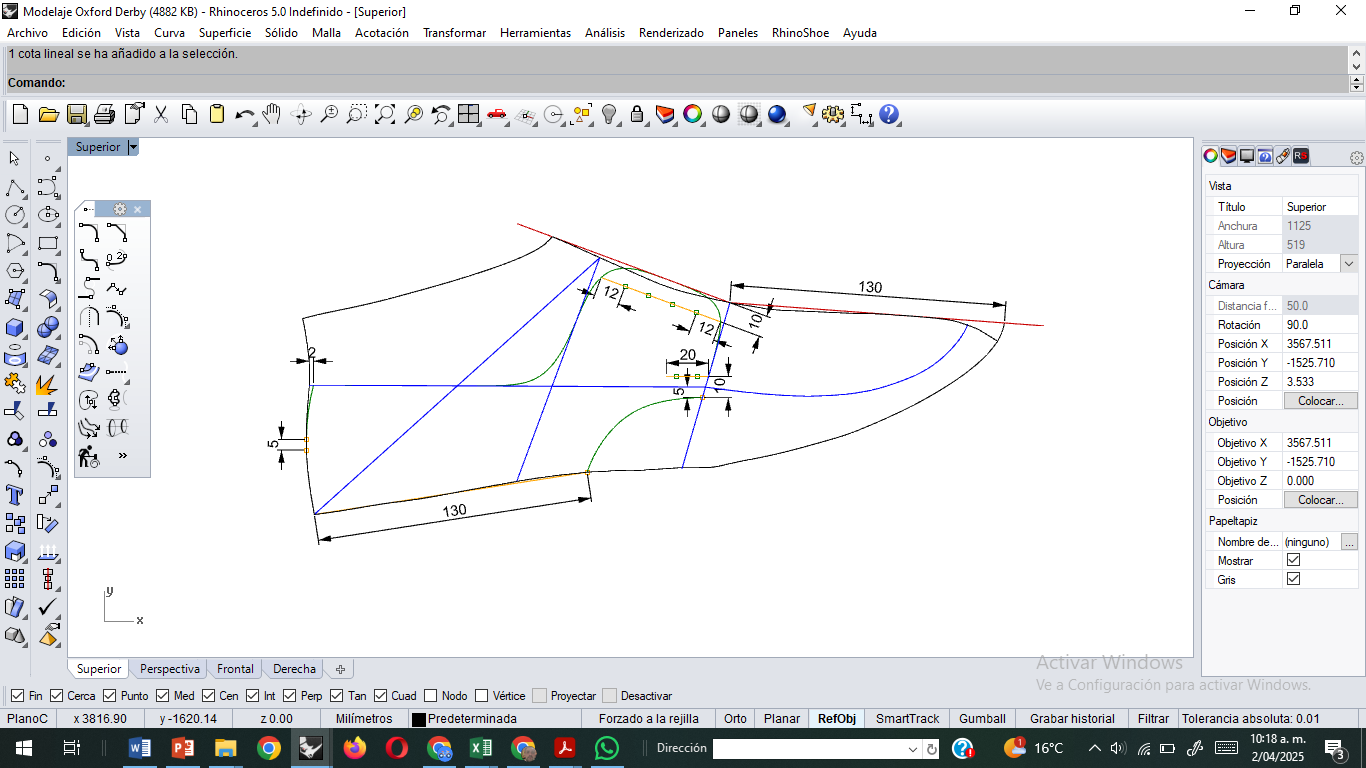 Modelaje Oxford Derby (4882 KB) - Rhinoceros 5.0 Indefinido - [Superior]
Archivo Edición Vista Curva Superficie Sólido Malla Acotación Transformar Herramientas Análisis Renderizado Paneles RhinoShoe Ayuda
1 cota lineal se ha añadido a la selección.
Comando:
Superior
Vista
Título Superior
Anchura 1125
Altura 519
Proyección Paralela
Cámara
Distancia f... 50.0
Rotación 90.0
Posición X 3567.511
Posición Y -1525.710
Posición Z 3.533
Posición Colocar...
Objetivo
Objetivo X 3567.511
Objetivo Y -1525.710
Objetivo Z 0.000
Posición Colocar...
Papeltapiz
Nombre de... (ninguno) ...
Mostrar
Gris
130
12
10
12
2
20
5
10
5
130
y
x
Superior Perspectiva Frontal Derecha
Activar Windows
Ve a Configuración para activar Windows.
Fin Cerca Punto Med Cen Int Perp Tan Cuad Nodo Vértice Proyectar Desactivar
PlanoC x 3816.90 y -1620.14 z 0.00 Milímetros Predeterminada Forzado a la rejilla Orto Planar RefObj SmartTrack Gumball Grabar historial Filtrar Tolerancia absoluta: 0.01
Dirección 16°C 10:18 a. m.
2/04/2025 3